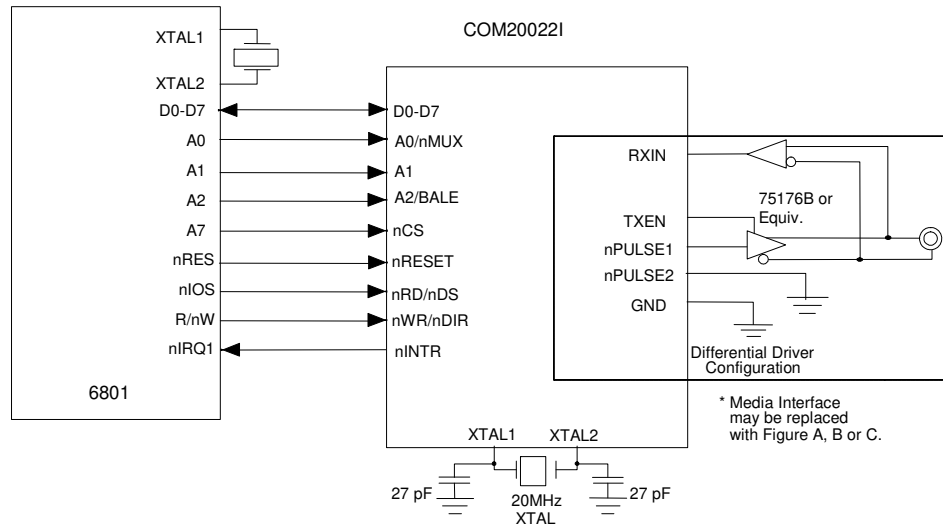 COM20022I
XTAL1
XTAL2
D0-D7
A0
A1
A2
A7
nRES
nIOS
R/nW
nIRQ1
6801
D0-D7
A0/nMUX
A1
A2/BALE
nCS
nRESET
nRD/nDS
nWR/nDIR
nINTR
RXIN
TXEN
nPULSE1
nPULSE2
GND
75176B or
Equiv.
Differential Driver
Configuration
* Media Interface
may be replaced
with Figure A, B or C.
XTAL1
XTAL2
27 pF
20MHz
XTAL
27 pF